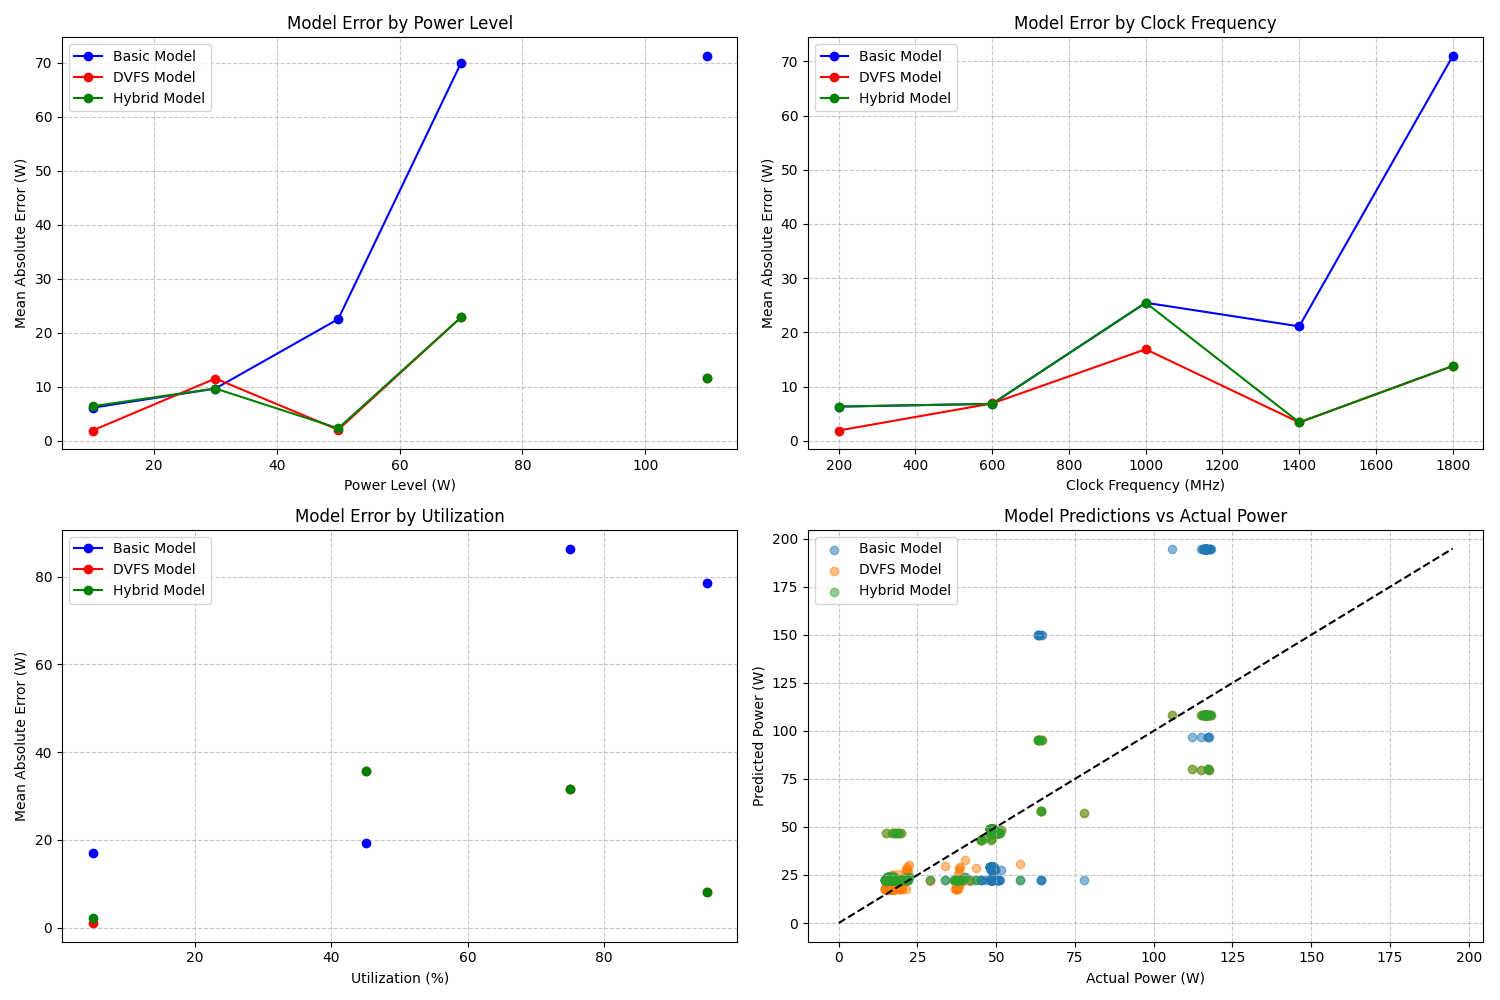 Model Error by Power Level
Basic Model
DVFS Model
Hybrid Model
Mean Absolute Error (W)
70
60
50
40
30
20
10
0
20 40 60 80 100
Power Level (W)
Model Error by Clock Frequency
Basic Model
DVFS Model
Hybrid Model
Mean Absolute Error (W)
70
60
50
40
30
20
10
0
200 400 600 800 1000 1200 1400 1600 1800
Clock Frequency (MHz)
Model Error by Utilization
Basic Model
DVFS Model
Hybrid Model
Mean Absolute Error (W)
80
60
40
20
0
20 40 60 80
Utilization (%)
Model Predictions vs Actual Power
Basic Model
DVFS Model
Hybrid Model
Predicted Power (W)
200
175
150
125
100
75
50
25
0
0 25 50 75 100 125 150 175 200
Actual Power (W)